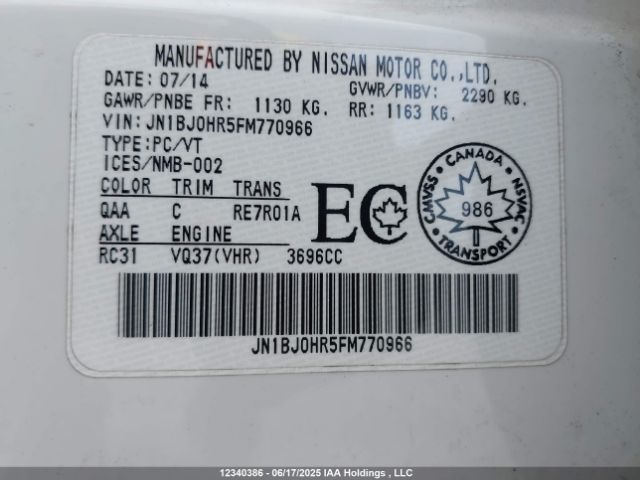 MANUFACTURED BY NISSAN MOTOR CO.,LTD.
DATE: 07/14
GVWR/PNBV: 2290 KG.
GAWR/PNBE FR: 1130 KG.
RR: 1163 KG.
VIN: JN1BJ0HR5FM770966
TYPE:PC/VT
ICES/NMB-002
COLOR TRIM TRANS
QAA C RE7R01A
AXLE ENGINE
RC31 VQ37(VHR) 3696CC
EC
CANADA
CMVSS
NSVAC
986
TRANSPORT
JN1BJ0HR5FM770966
12340386 - 06/17/2025 IAA Holdings , LLC